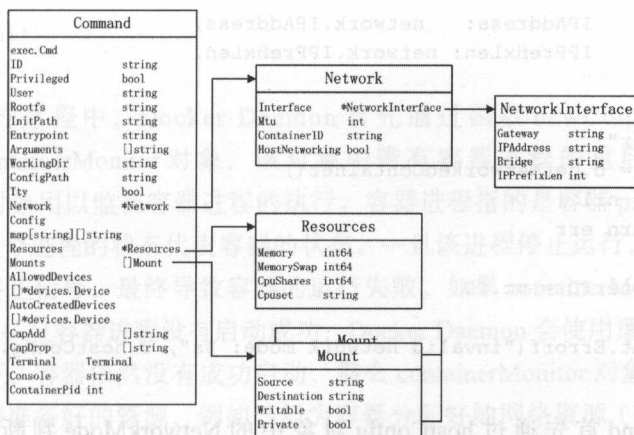 Command
exec.Cmd
ID string
Privileged bool
User string
Rootfs string
InitPath string
Entrypoint string
Arguments []string
WorkingDir string
ConfigPath string
Tty bool
Network *Network
Config
map[string][]string
Resources *Resources
Mounts []Mount
AllowedDevices
[]*devices.Device
AutoCreatedDevices
[]*devices.Device
CapAdd []string
CapDrop []string
Terminal Terminal
Console string
ContainerPid int
Network
Interface *NetworkInterface
Mtu int
ContainerID string
HostNetworking bool
NetworkInterface
Gateway string
IPAddress string
Bridge string
IPPrefixLen int
Resources
Memory int64
MemorySwap int64
CpuShares int64
Cpuset string
Mount
Mount
Source string
Destination string
Writable bool
Private bool